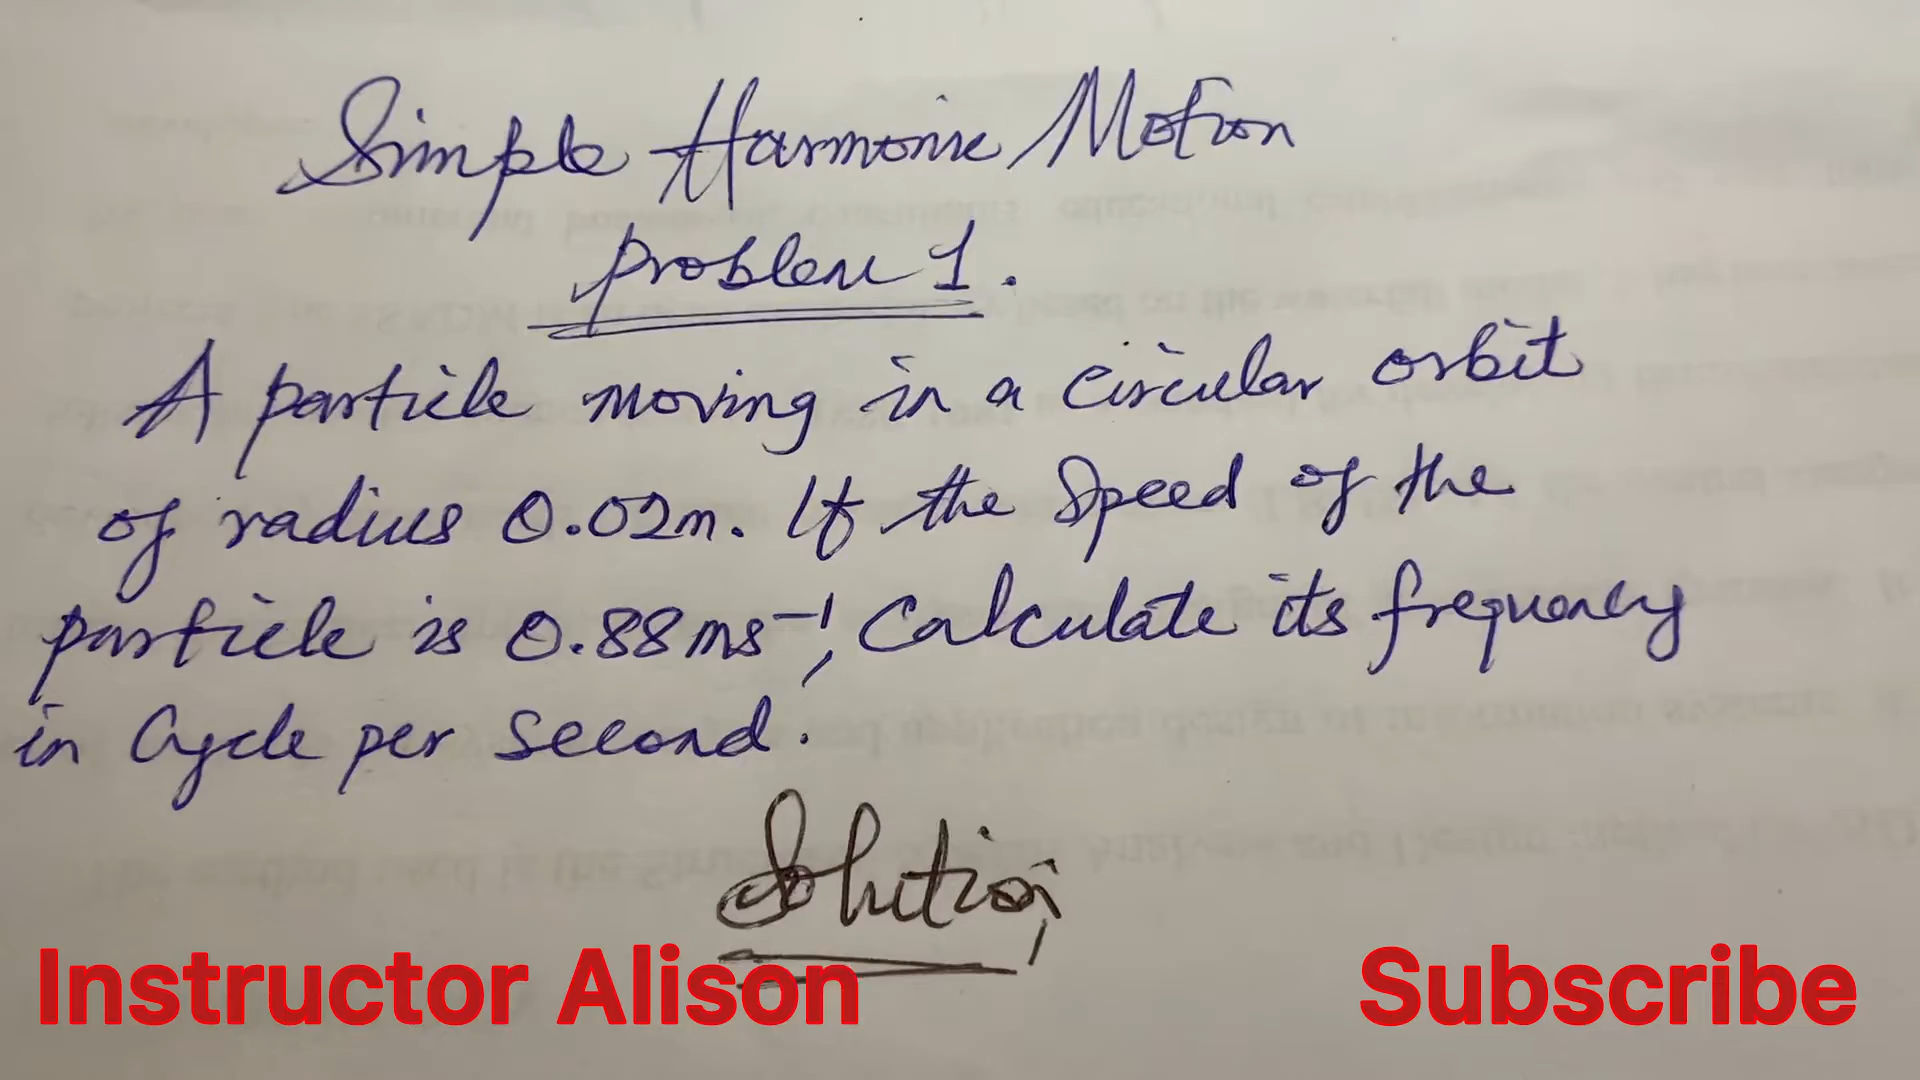 Simple Harmonic Motion
problem 1.
A particle moving in a circular orbit
of radius 0.02m. If the speed of the
particle is 0.88ms⁻¹, Calculate its frequency
in Cycle per second.
Solution,
Instructor Alison
Subscribe